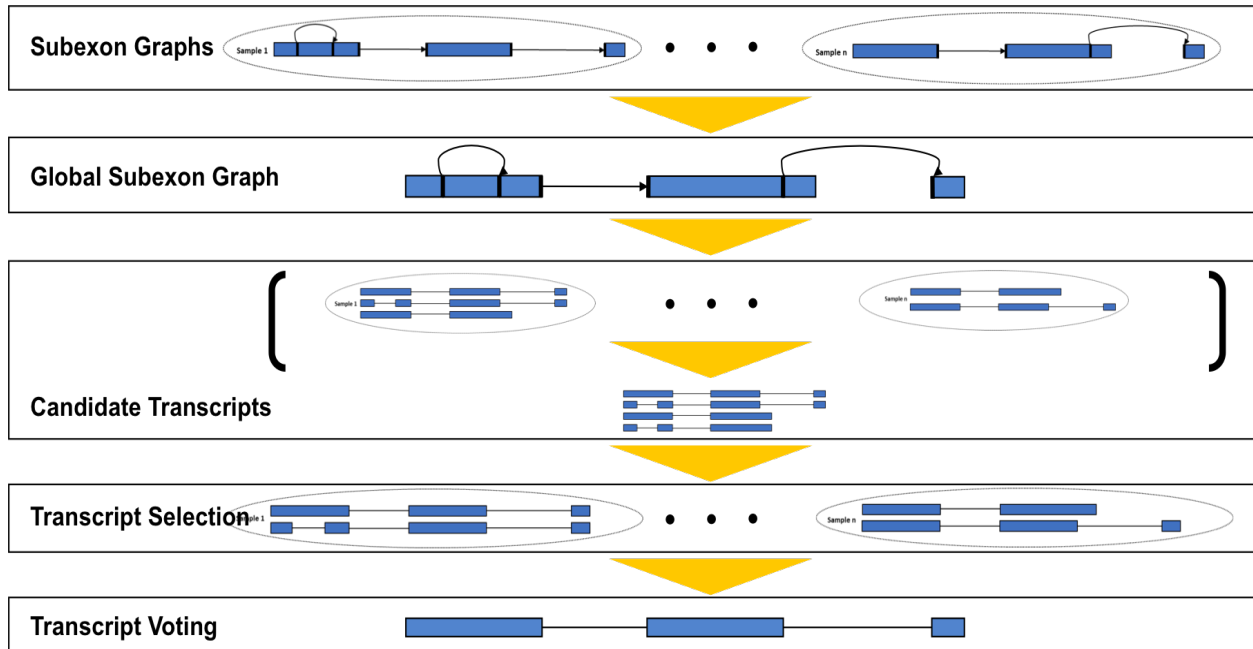 Subexon Graphs
Sample 1
Sample n
Global Subexon Graph
Sample 1
Sample n
Candidate Transcripts
Transcript Selection
Sample 1
Sample n
Transcript Voting